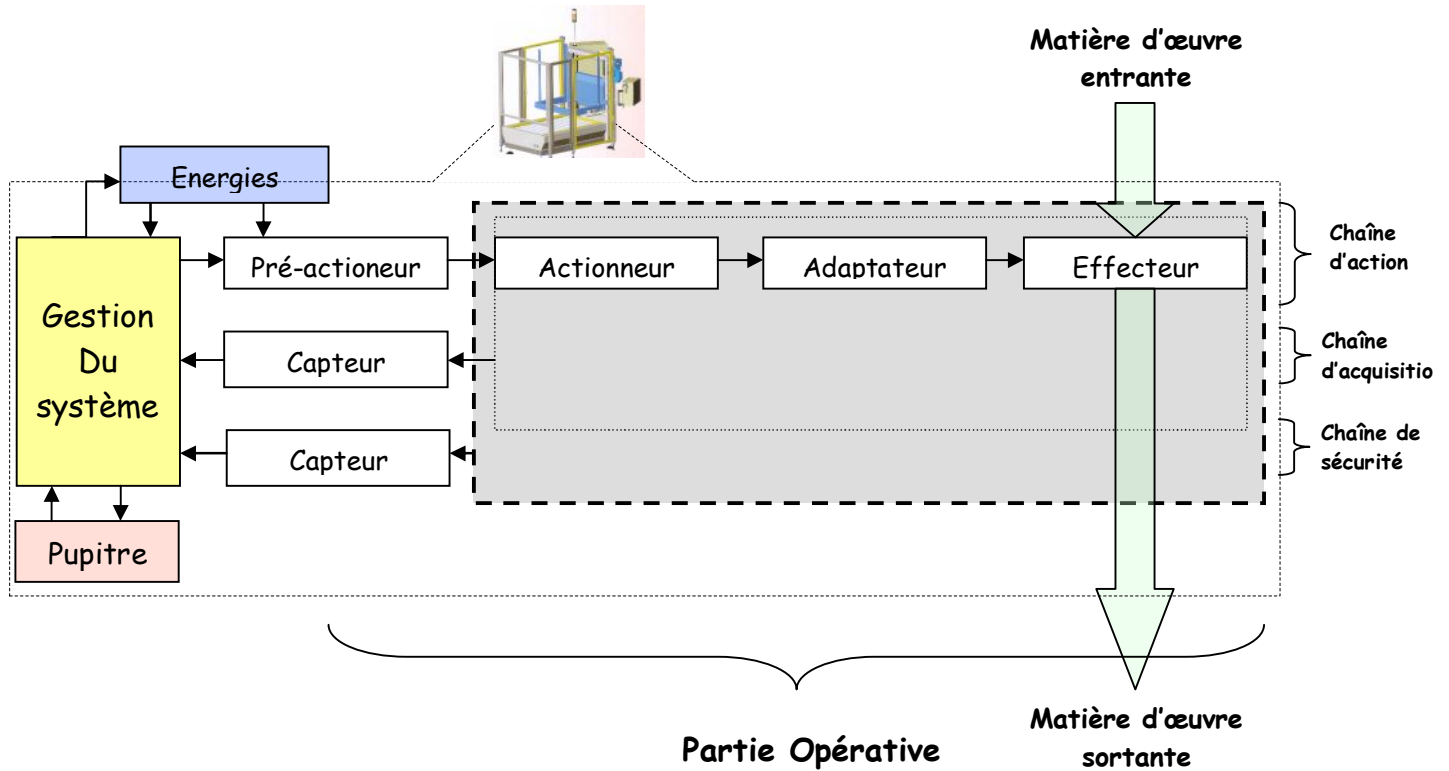 Matière d'œuvre
entrante
Energies
Pré-actioneur
Actionneur
Adaptateur
Effecteur
Chaîne
d'action
Gestion
Du
système
Capteur
Chaîne
d'acquisitio
Capteur
Chaîne de
sécurité
Pupitre
Partie Opérative
Matière d'œuvre
sortante